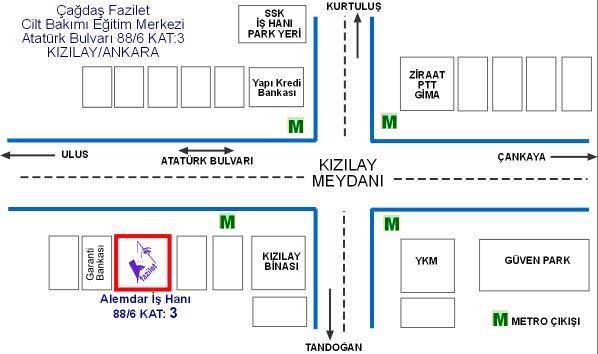 Çağdaş Fazilet
Cilt Bakımı Eğitim Merkezi
Atatürk Bulvarı 88/6 KAT:3
KIZILAY/ANKARA
SSK
İŞ HANI
PARK YERİ
KURTULUŞ
Yapı Kredi
Bankası
ZİRAAT
PTT
GİMA
M
M
ULUS
ATATÜRK BULVARI
KIZILAY
MEYDANI
ÇANKAYA
M
M
Garanti
Bankası
fazilet
KIZILAY
BİNASI
YKM
GÜVEN PARK
Alemdar İş Hanı
88/6 KAT: 3
M METRO ÇIKIŞI
TANDOĞAN